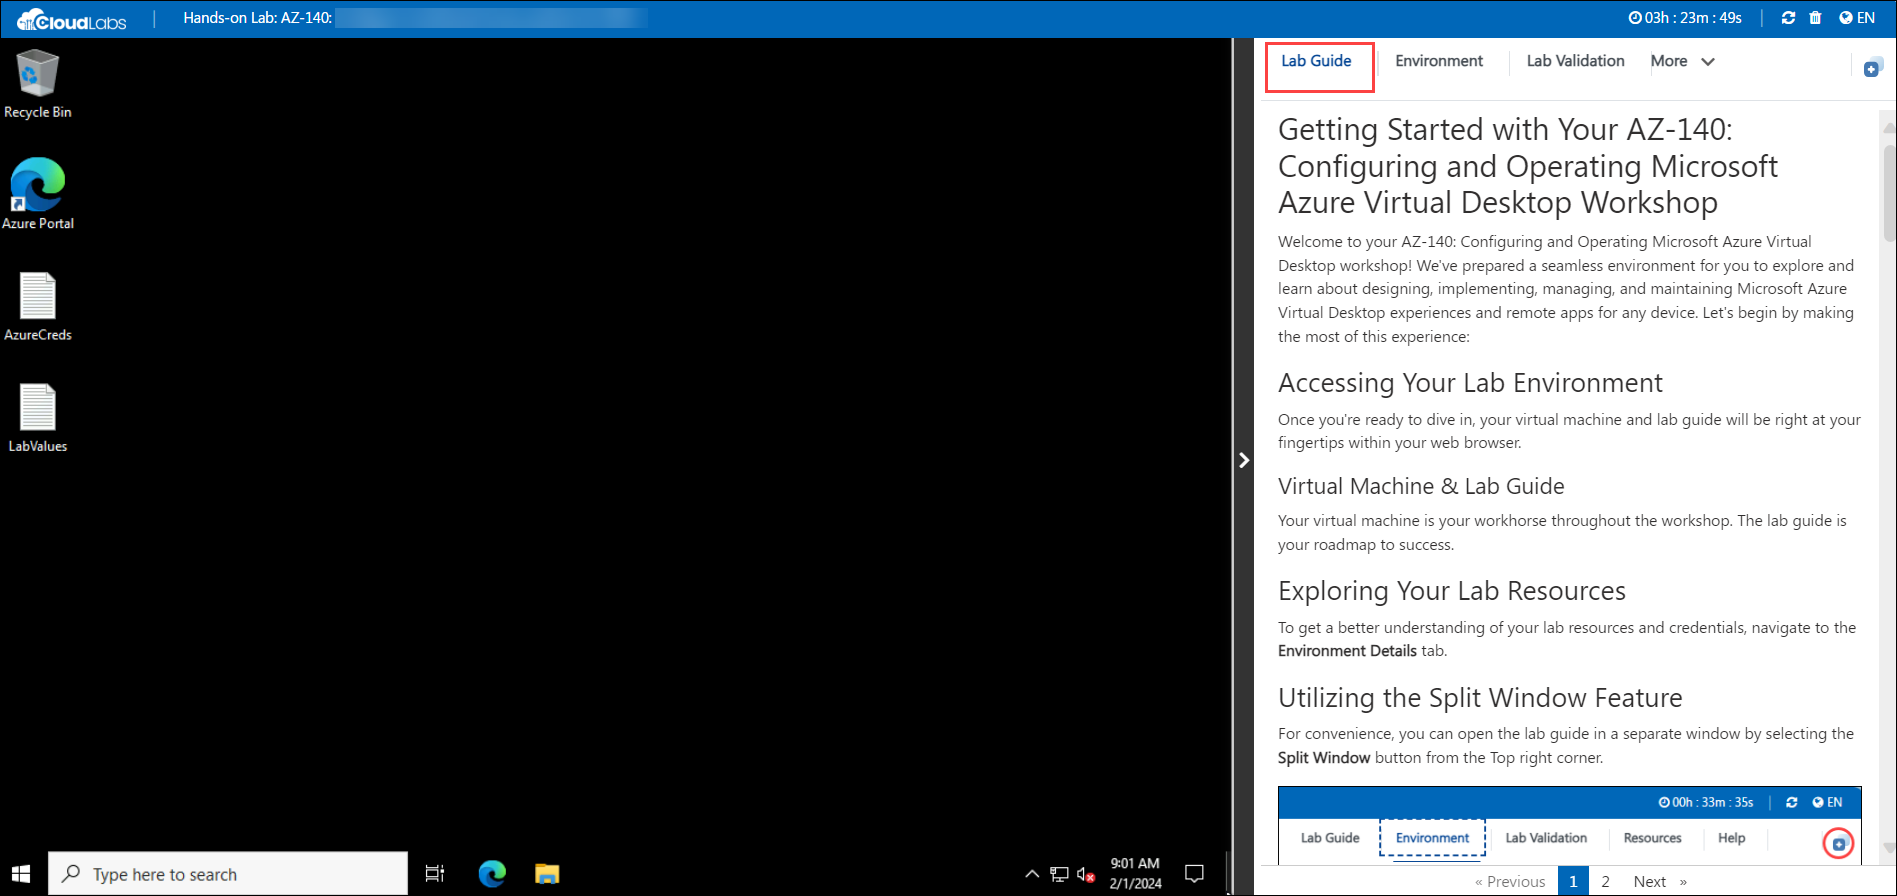 CloudLabs
Hands-on Lab: AZ-140:
03h : 23m : 49s
EN
Recycle Bin
Azure Portal
AzureCreds
LabValues
Lab Guide
Environment
Lab Validation
More
Getting Started with Your AZ-140:
Configuring and Operating Microsoft
Azure Virtual Desktop Workshop
Welcome to your AZ-140: Configuring and Operating Microsoft Azure Virtual
Desktop workshop! We've prepared a seamless environment for you to explore and
learn about designing, implementing, managing, and maintaining Microsoft Azure
Virtual Desktop experiences and remote apps for any device. Let's begin by making
the most of this experience:
Accessing Your Lab Environment
Once you're ready to dive in, your virtual machine and lab guide will be right at your
fingertips within your web browser.
Virtual Machine & Lab Guide
Your virtual machine is your workhorse throughout the workshop. The lab guide is
your roadmap to success.
Exploring Your Lab Resources
To get a better understanding of your lab resources and credentials, navigate to the
Environment Details tab.
Utilizing the Split Window Feature
For convenience, you can open the lab guide in a separate window by selecting the
Split Window button from the Top right corner.
00h : 33m : 35s
EN
Lab Guide
Environment
Lab Validation
Resources
Help
« Previous
1
2
Next »
Type here to search
9:01 AM
2/1/2024